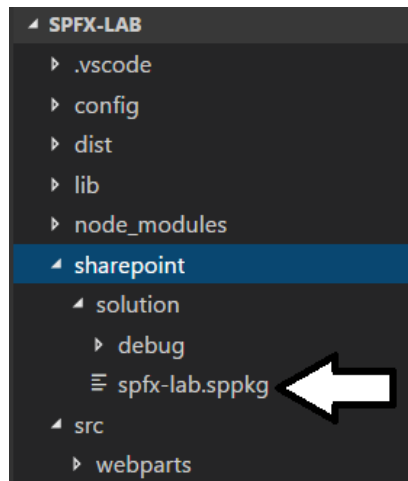 SPFX-LAB
.vscode
config
dist
lib
node_modules
sharepoint
solution
debug
spfx-lab.sppkg
src
webparts